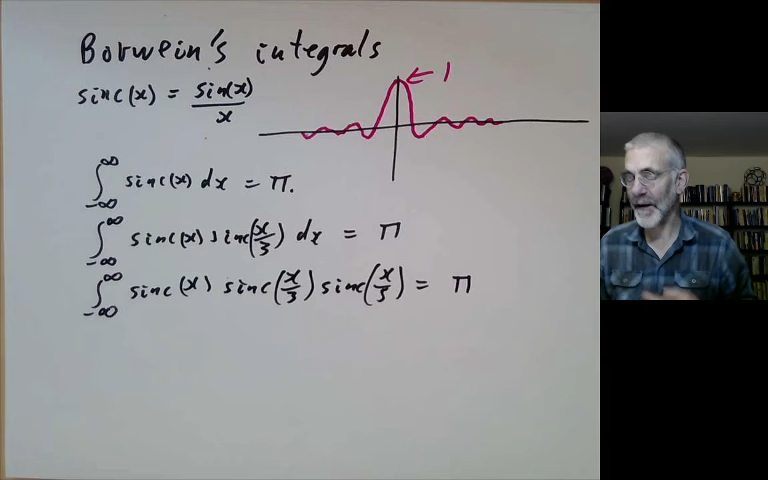 Borwein's integrals
sinc(x) = sin(x)/x
← 1
∫_{-∞}^{∞} sinc(x) dx = π.
∫_{-∞}^{∞} sinc(x) sinc(x/3) dx = π
∫_{-∞}^{∞} sinc(x) sinc(x/3) sinc(x/5) = π